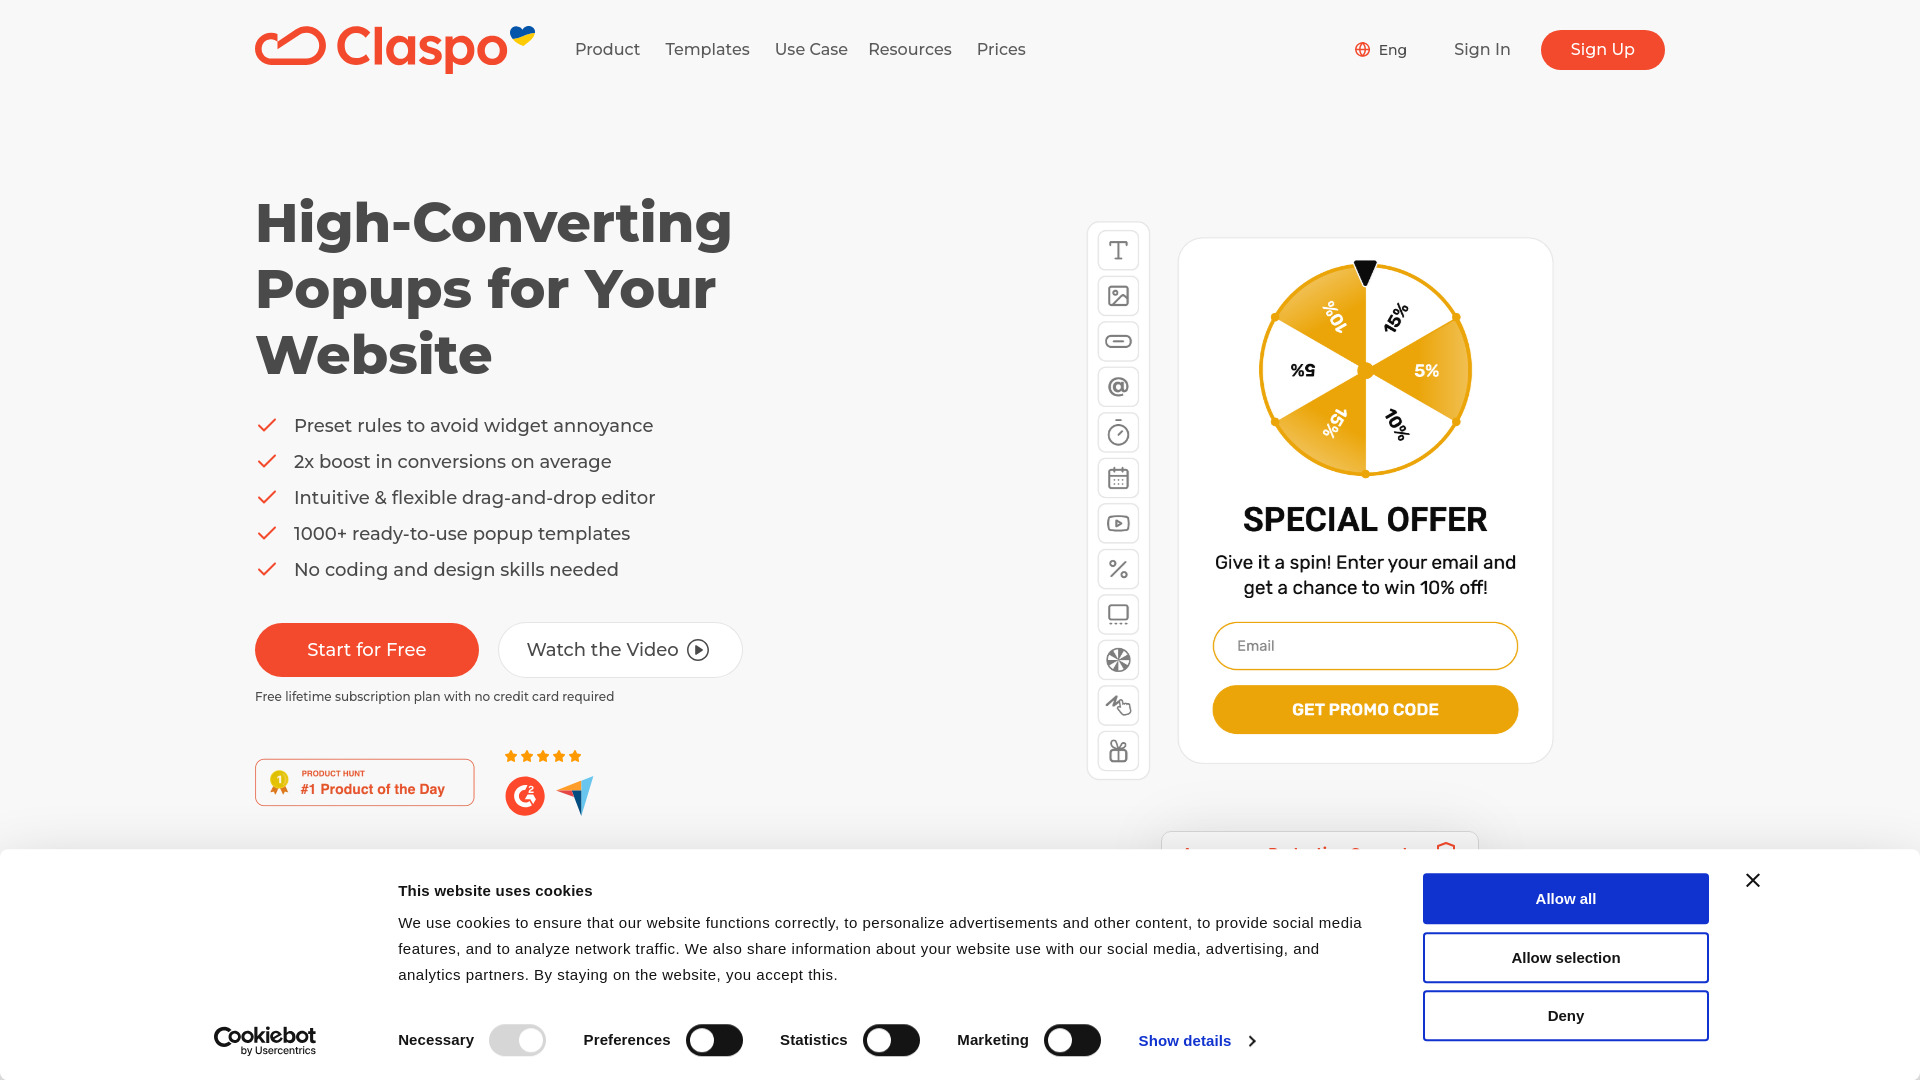 Claspo
Product
Templates
Use Case
Resources
Prices
Eng
Sign In
Sign Up
High-Converting
Popups for Your
Website
Preset rules to avoid widget annoyance
2x boost in conversions on average
Intuitive & flexible drag-and-drop editor
1000+ ready-to-use popup templates
No coding and design skills needed
Start for Free
Watch the Video
Free lifetime subscription plan with no credit card required
1
PRODUCT HUNT
#1 Product of the Day
G2
10%
15%
5%
5%
15%
10%
SPECIAL OFFER
Give it a spin! Enter your email and
get a chance to win 10% off!
Email
GET PROMO CODE
This website uses cookies
We use cookies to ensure that our website functions correctly, to personalize advertisements and other content, to provide social media
features, and to analyze network traffic. We also share information about your website use with our social media, advertising, and
analytics partners. By staying on the website, you accept this.
Allow all
Allow selection
Deny
Cookiebot
by Usercentrics
Necessary
Preferences
Statistics
Marketing
Show details